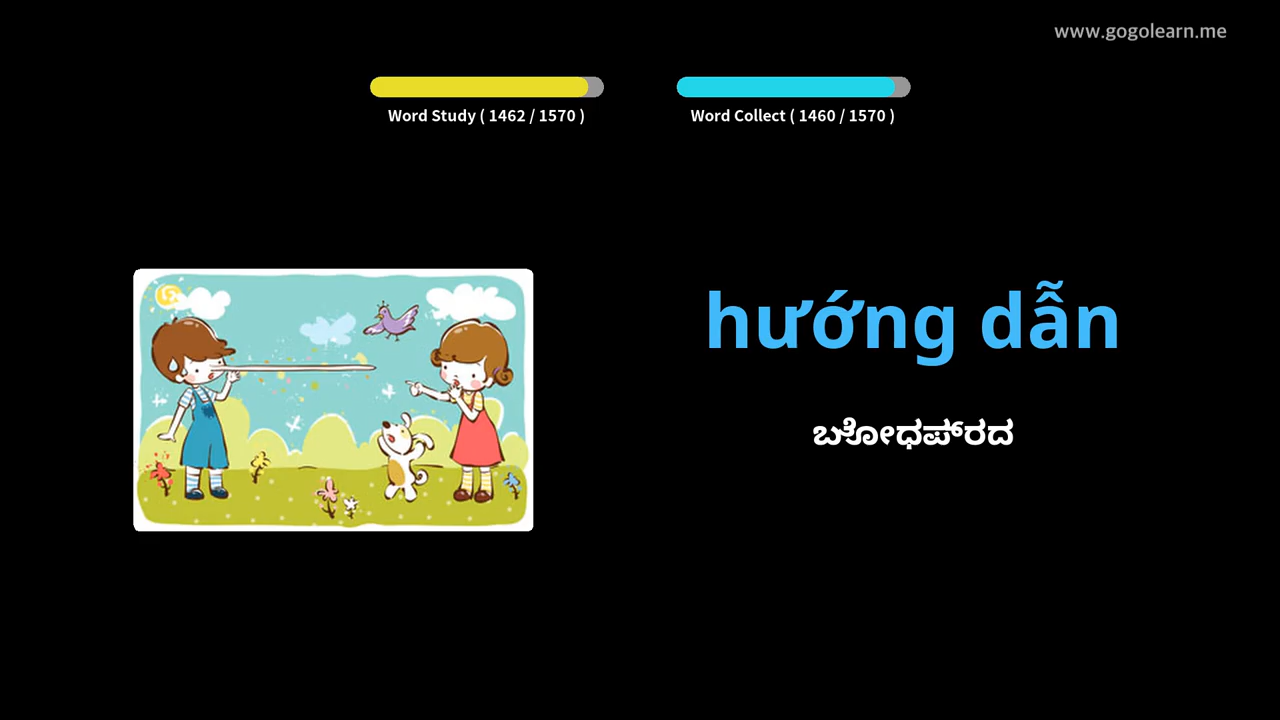 www.gogolearn.me
Word Study ( 1462 / 1570 )
Word Collect ( 1460 / 1570 )
hướng dẫn
ಬೋಧಪ್ರದ